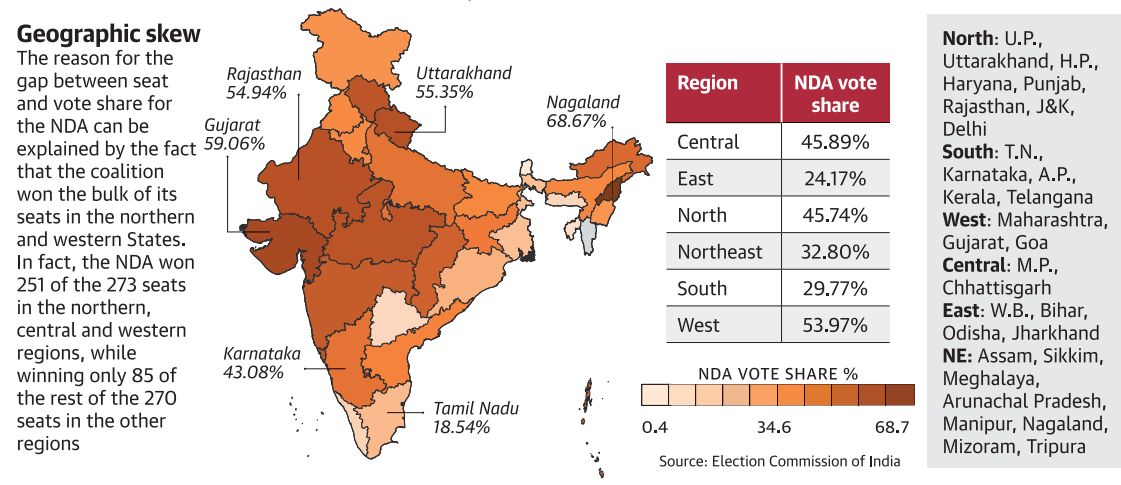 Geographic skew
The reason for the
gap between seat
and vote share for
the NDA can be
explained by the fact
that the coalition
won the bulk of its
seats in the northern
and western States.
In fact, the NDA won
251 of the 273 seats
in the northern,
central and western
regions, while
winning only 85 of
the rest of the 270
seats in the other
regions
Rajasthan
54.94%
Gujarat
59.06%
Uttarakhand
55.35%
Nagaland
68.67%
Karnataka
43.08%
Tamil Nadu
18.54%
Region NDA vote
share
Central 45.89%
East 24.17%
North 45.74%
Northeast 32.80%
South 29.77%
West 53.97%
NDA VOTE SHARE %
0.4 34.6 68.7
Source: Election Commission of India
North: U.P.,
Uttarakhand, H.P.,
Haryana, Punjab,
Rajasthan, J&K,
Delhi
South: T.N.,
Karnataka, A.P.,
Kerala, Telangana
West: Maharashtra,
Gujarat, Goa
Central: M.P.,
Chhattisgarh
East: W.B., Bihar,
Odisha, Jharkhand
NE: Assam, Sikkim,
Meghalaya,
Arunachal Pradesh,
Manipur, Nagaland,
Mizoram, Tripura